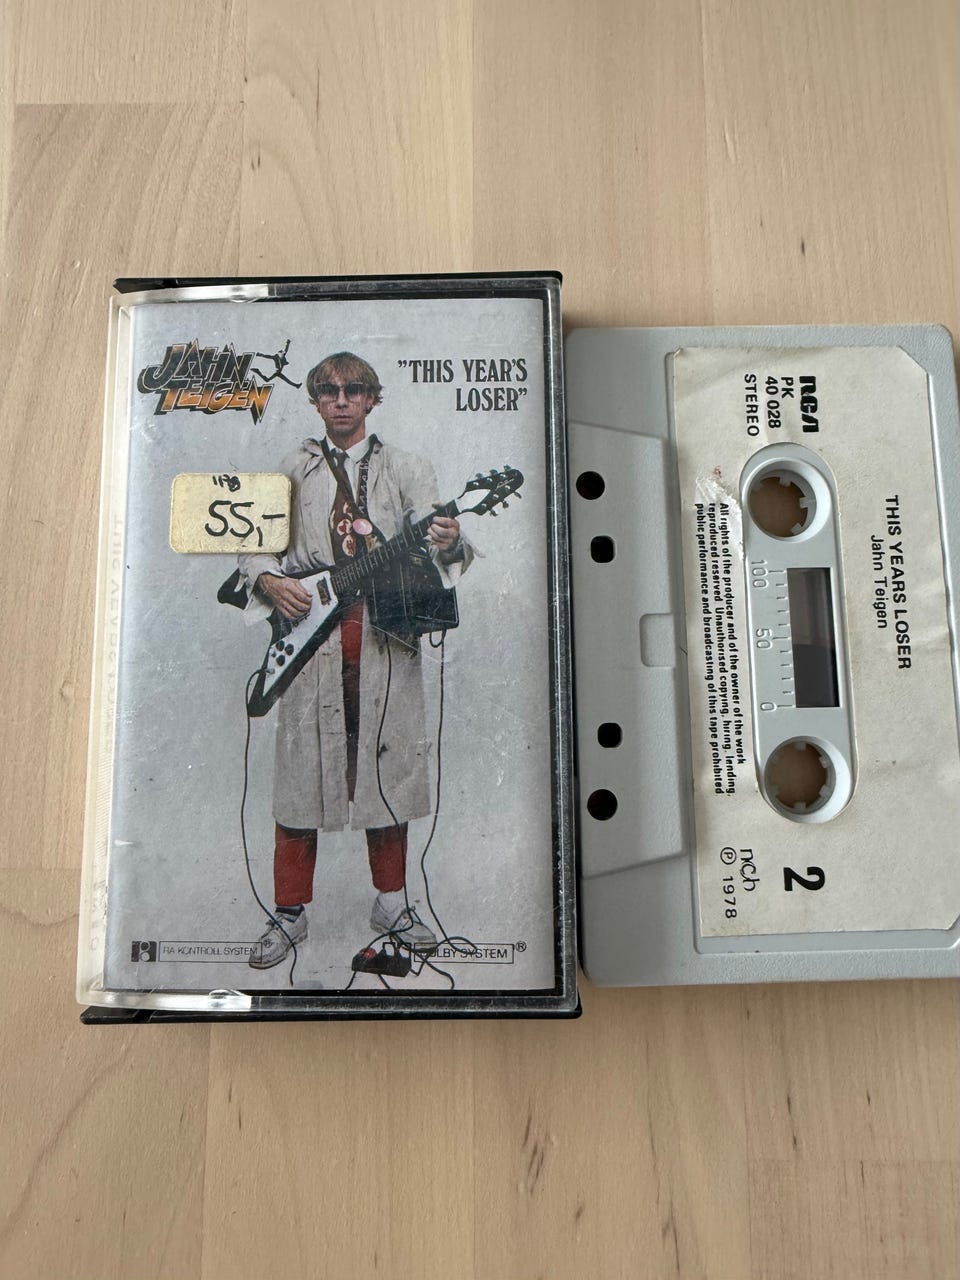 JAHN
TEIGEN
"THIS YEAR'S
LOSER"
55,-
RA KONTROLL SYSTEM®
DOLBY SYSTEM®
RCA
PK
40 028
STEREO
THIS YEARS LOSER
Jahn Teigen
100 50 0
All rights of the producer and of the owner of the work
reproduced reserved. Unauthorised copying, hiring, lending,
public performance and broadcasting of this tape prohibited.
2
ncb
Ⓟ 1978